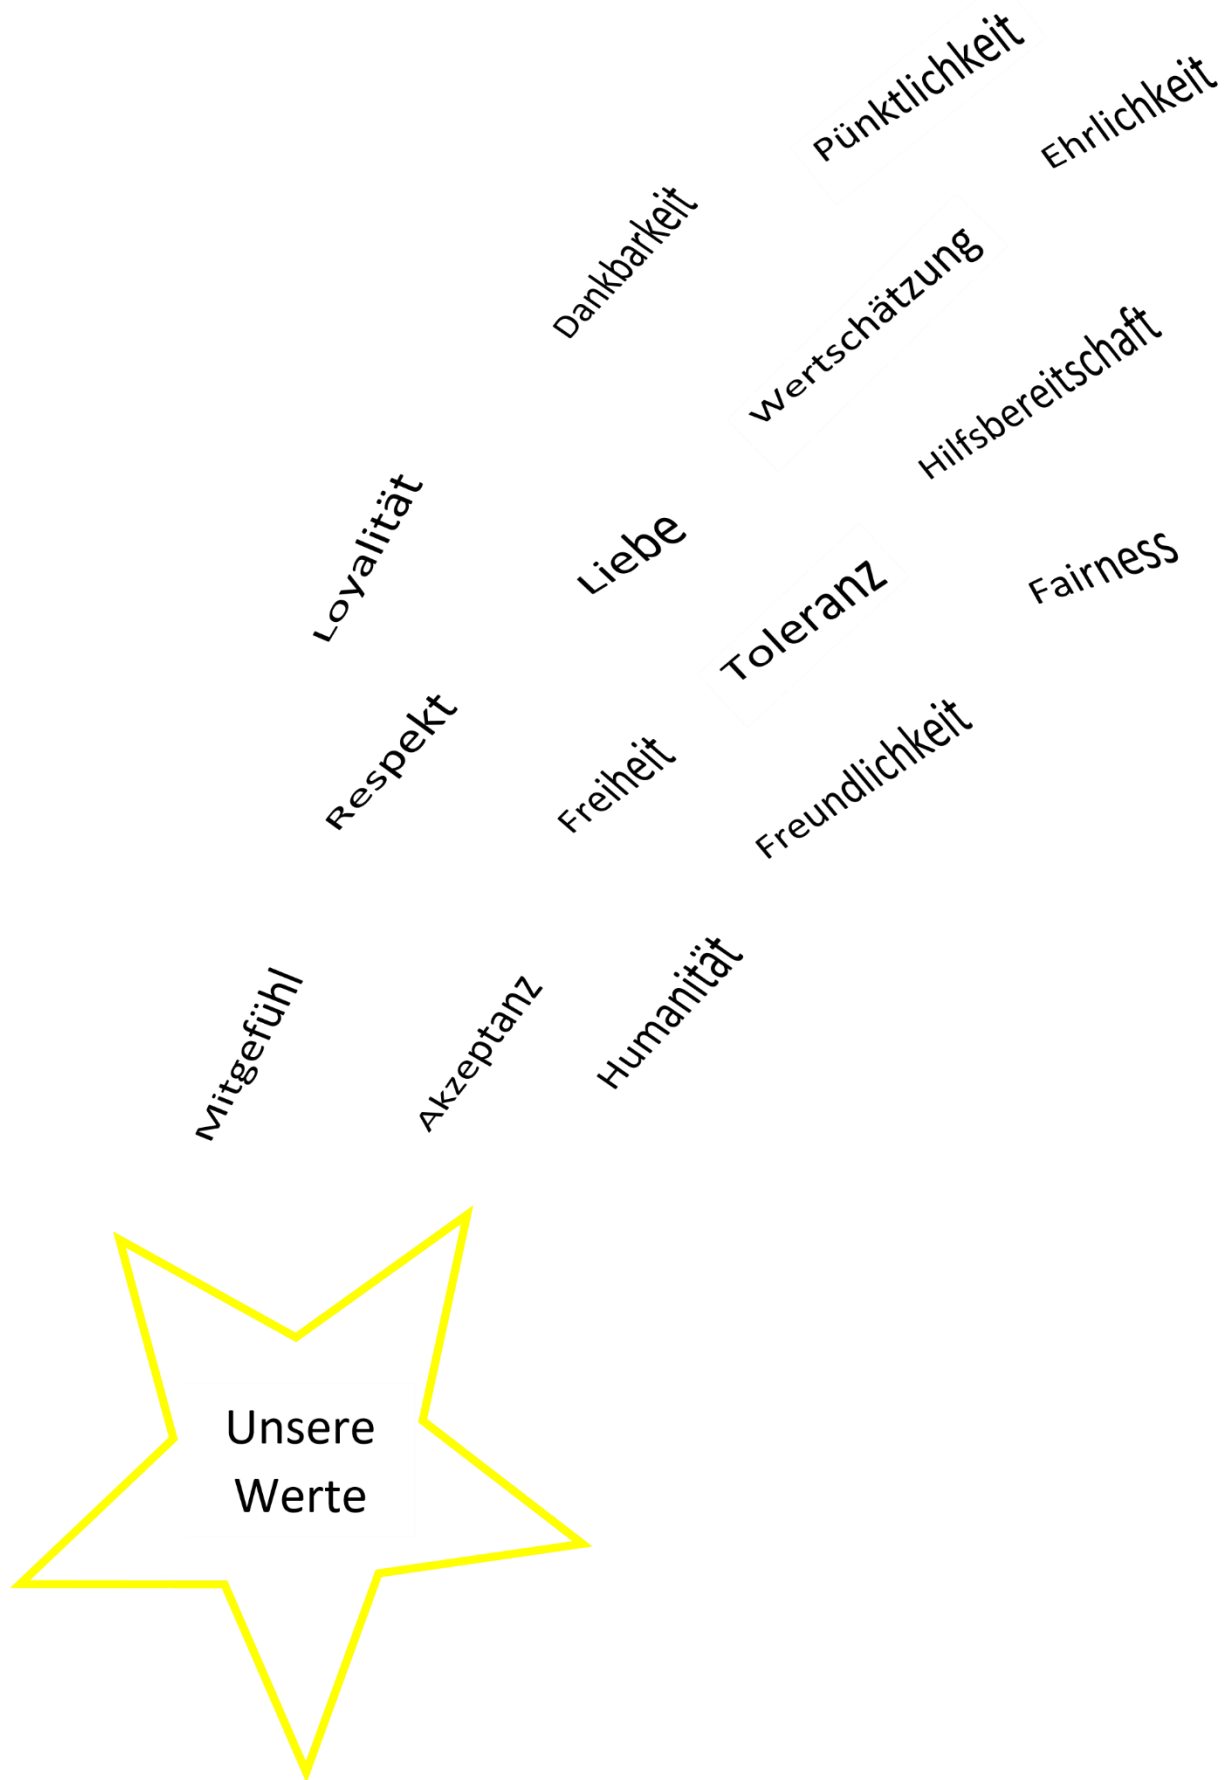 Pünktlichkeit
Ehrlichkeit
Dankbarkeit
Wertschätzung
Hilfsbereitschaft
Loyalität
Liebe
Toleranz
Fairness
Respekt
Freiheit
Freundlichkeit
Mitgefühl
Akzeptanz
Humanität
Unsere
Werte